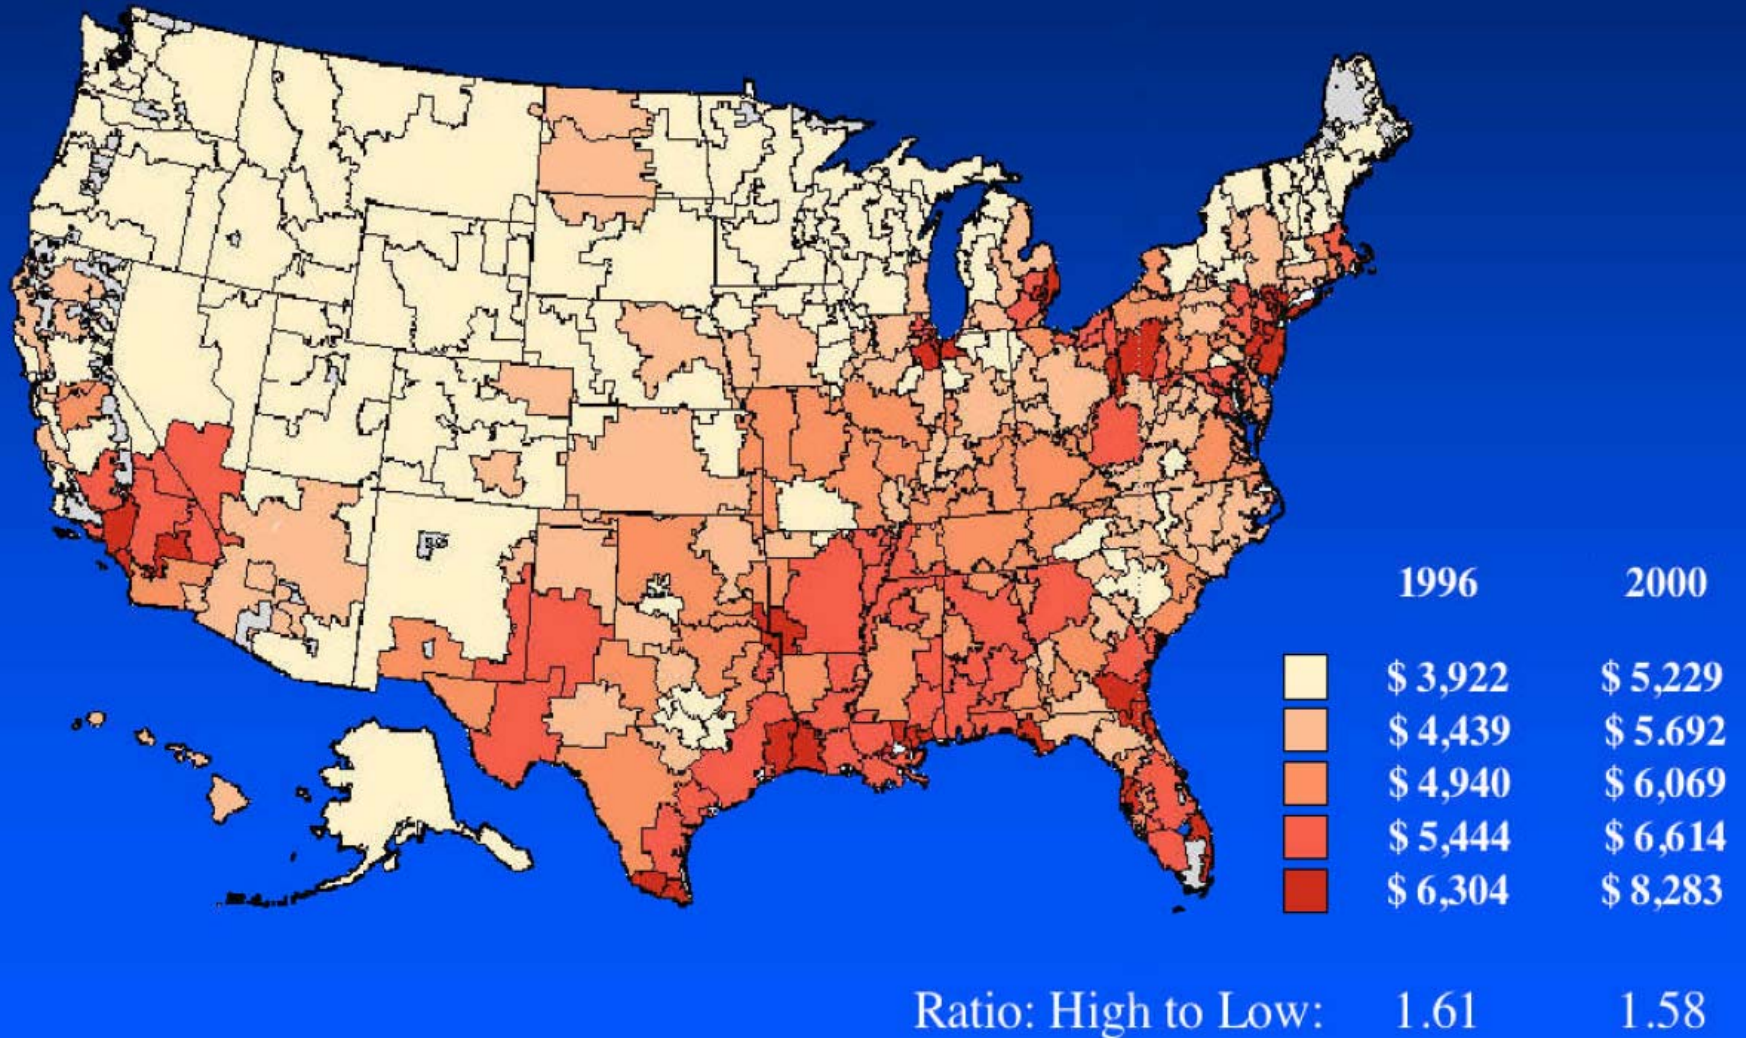 1996 2000
$ 3,922 $ 5,229
$ 4,439 $ 5.692
$ 4,940 $ 6,069
$ 5,444 $ 6,614
$ 6,304 $ 8,283
Ratio: High to Low: 1.61 1.58